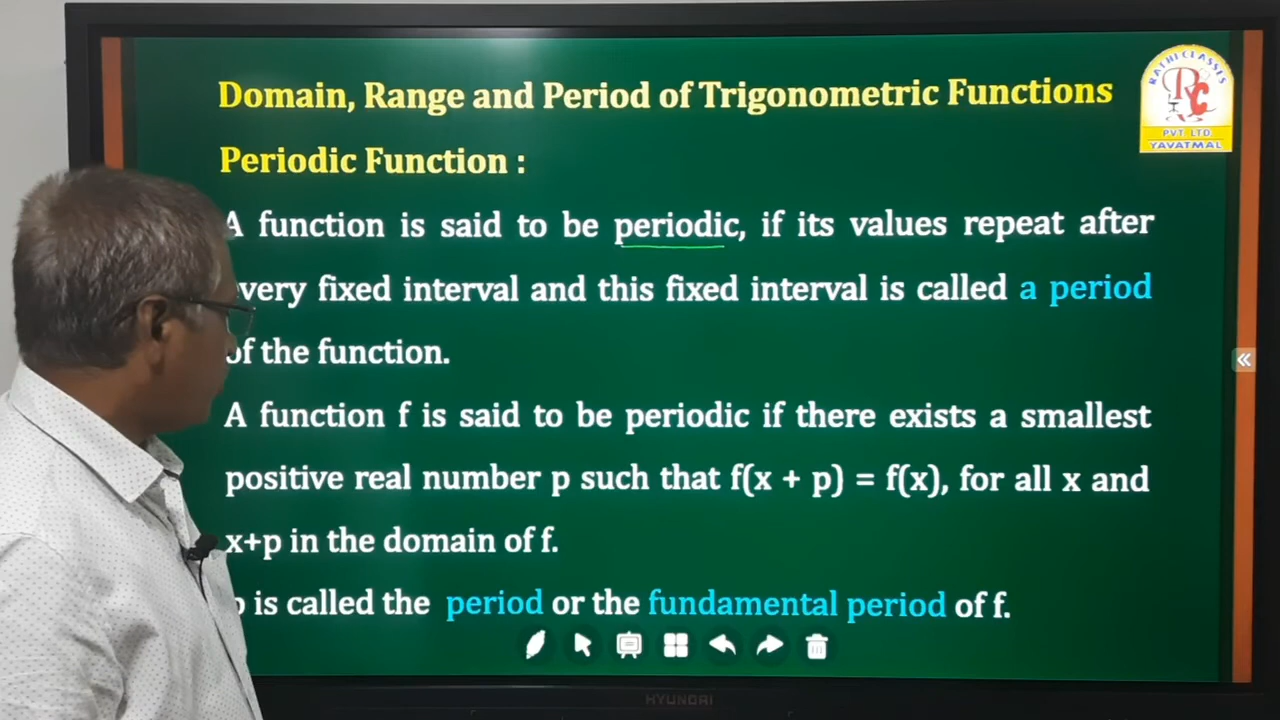 Domain, Range and Period of Trigonometric Functions
RATHI CLASSES
PVT. LTD.
YAVATMAL
Periodic Function :
A function is said to be periodic, if its values repeat after
every fixed interval and this fixed interval is called a period
of the function.
A function f is said to be periodic if there exists a smallest
positive real number p such that f(x + p) = f(x), for all x and
x+p in the domain of f.
p is called the period or the fundamental period of f.
HYUNDAI